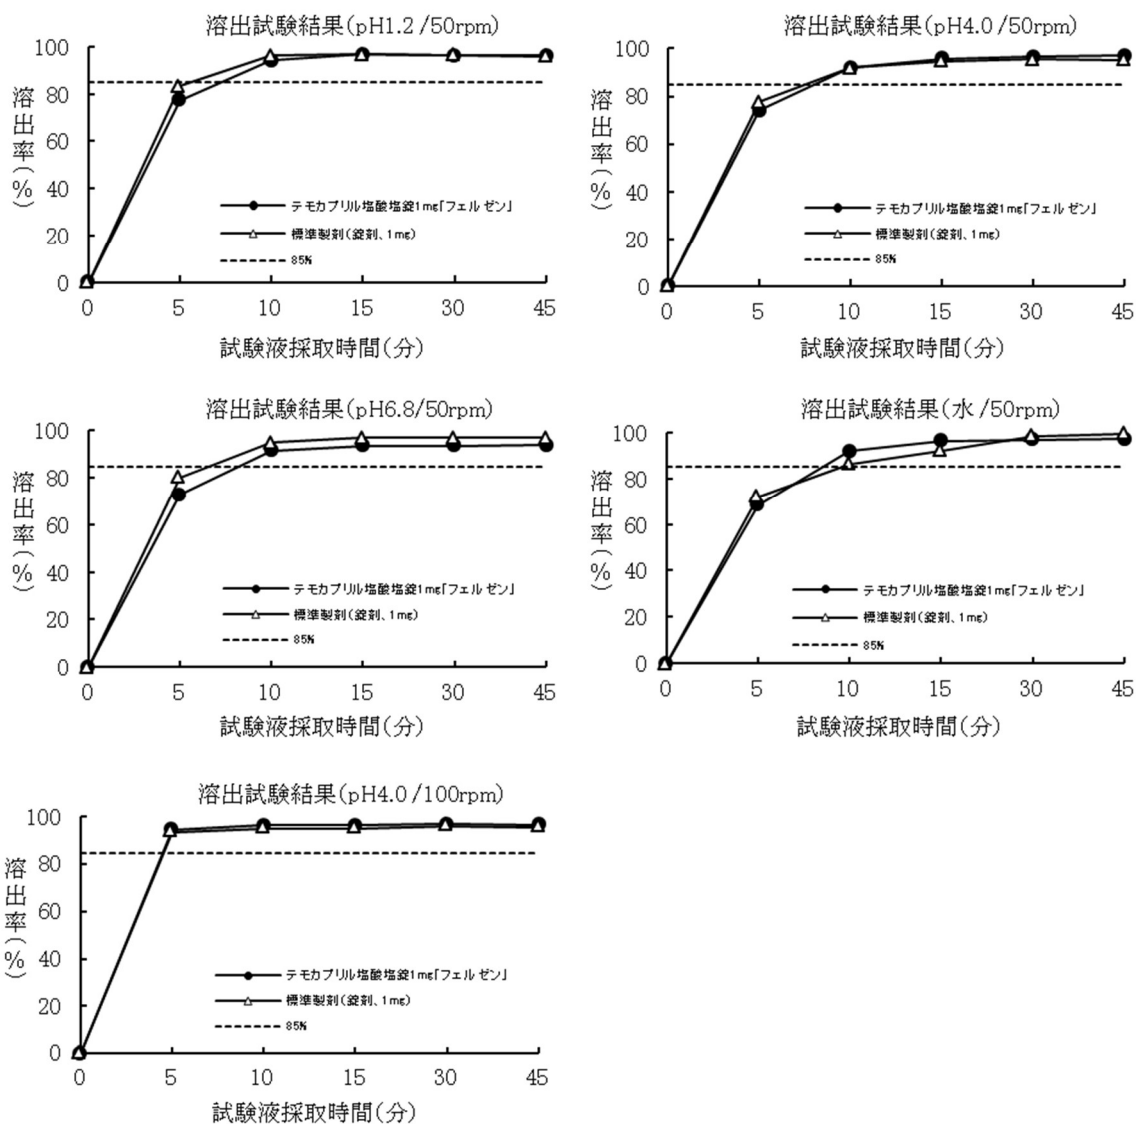 溶出試験結果(pH1.2/50rpm)
100
80
60
40
20
0
溶出率(%)
テモカプリル塩酸塩錠1mg「フェルゼン」
標準製剤(錠剤、1mg)
85%
0 5 10 15 30 45
試験液採取時間(分)
溶出試験結果(pH4.0/50rpm)
100
80
60
40
20
0
溶出率(%)
テモカプリル塩酸塩錠1mg「フェルゼン」
標準製剤(錠剤、1mg)
85%
0 5 10 15 30 45
試験液採取時間(分)
溶出試験結果(pH6.8/50rpm)
100
80
60
40
20
0
溶出率(%)
テモカプリル塩酸塩錠1mg「フェルゼン」
標準製剤(錠剤、1mg)
85%
0 5 10 15 30 45
試験液採取時間(分)
溶出試験結果(水/50rpm)
100
80
60
40
20
0
溶出率(%)
テモカプリル塩酸塩錠1mg「フェルゼン」
標準製剤(錠剤、1mg)
85%
0 5 10 15 30 45
試験液採取時間(分)
溶出試験結果(pH4.0/100rpm)
100
80
60
40
20
0
溶出率(%)
テモカプリル塩酸塩錠1mg「フェルゼン」
標準製剤(錠剤、1mg)
85%
0 5 10 15 30 45
試験液採取時間(分)